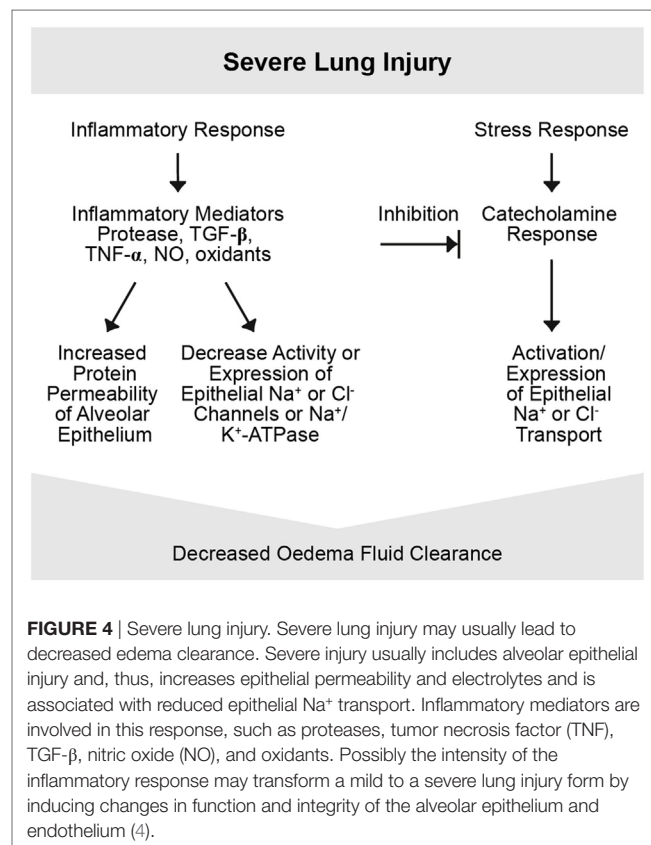 Severe Lung Injury
Inflammatory Response
Stress Response
Inflammatory Mediators
Protease, TGF-β,
TNF-α, NO, oxidants
Inhibition
Catecholamine
Response
Increased
Protein
Permeability
of Alveolar
Epithelium
Decrease Activity or
Expression of
Epithelial Na⁺ or Cl⁻
Channels or Na⁺/
K⁺-ATPase
Activation/
Expression
of Epithelial
Na⁺ or Cl⁻
Transport
Decreased Oedema Fluid Clearance
FIGURE 4 | Severe lung injury. Severe lung injury may usually lead to
decreased edema clearance. Severe injury usually includes alveolar epithelial
injury and, thus, increases epithelial permeability and electrolytes and is
associated with reduced epithelial Na⁺ transport. Inflammatory mediators are
involved in this response, such as proteases, tumor necrosis factor (TNF),
TGF-β, nitric oxide (NO), and oxidants. Possibly the intensity of the
inflammatory response may transform a mild to a severe lung injury form by
inducing changes in function and integrity of the alveolar epithelium and
endothelium (4).